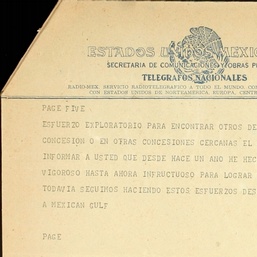 ESTADOS UNIDOS MEXIC
SECRETARIA DE COMUNICACIONES Y OBRAS P
TELEGRAFOS NACIONALES
RADIO-MEX. SERVICIO RADIOTELEGRAFICO A TODO EL MUNDO. CON
CON ESTADOS UNIDOS DE NORTEAMERICA, EUROPA, CENTR
PAGE FIVE
ESFUERZO EXPLORATORIO PARA ENCONTRAR OTROS DE
CONCESION O EN OTRAS CONCESIONES CERCANAS EL
INFORMAR A USTED QUE DESDE HACE UN AÑO HE HEC
VIGOROSO HASTA AHORA INFRUCTUOSO PARA LOGRAR
TODAVIA SEGUIMOS HACIENDO ESTOS ESFUERZOS DES
A MEXICAN GULF
PAGE